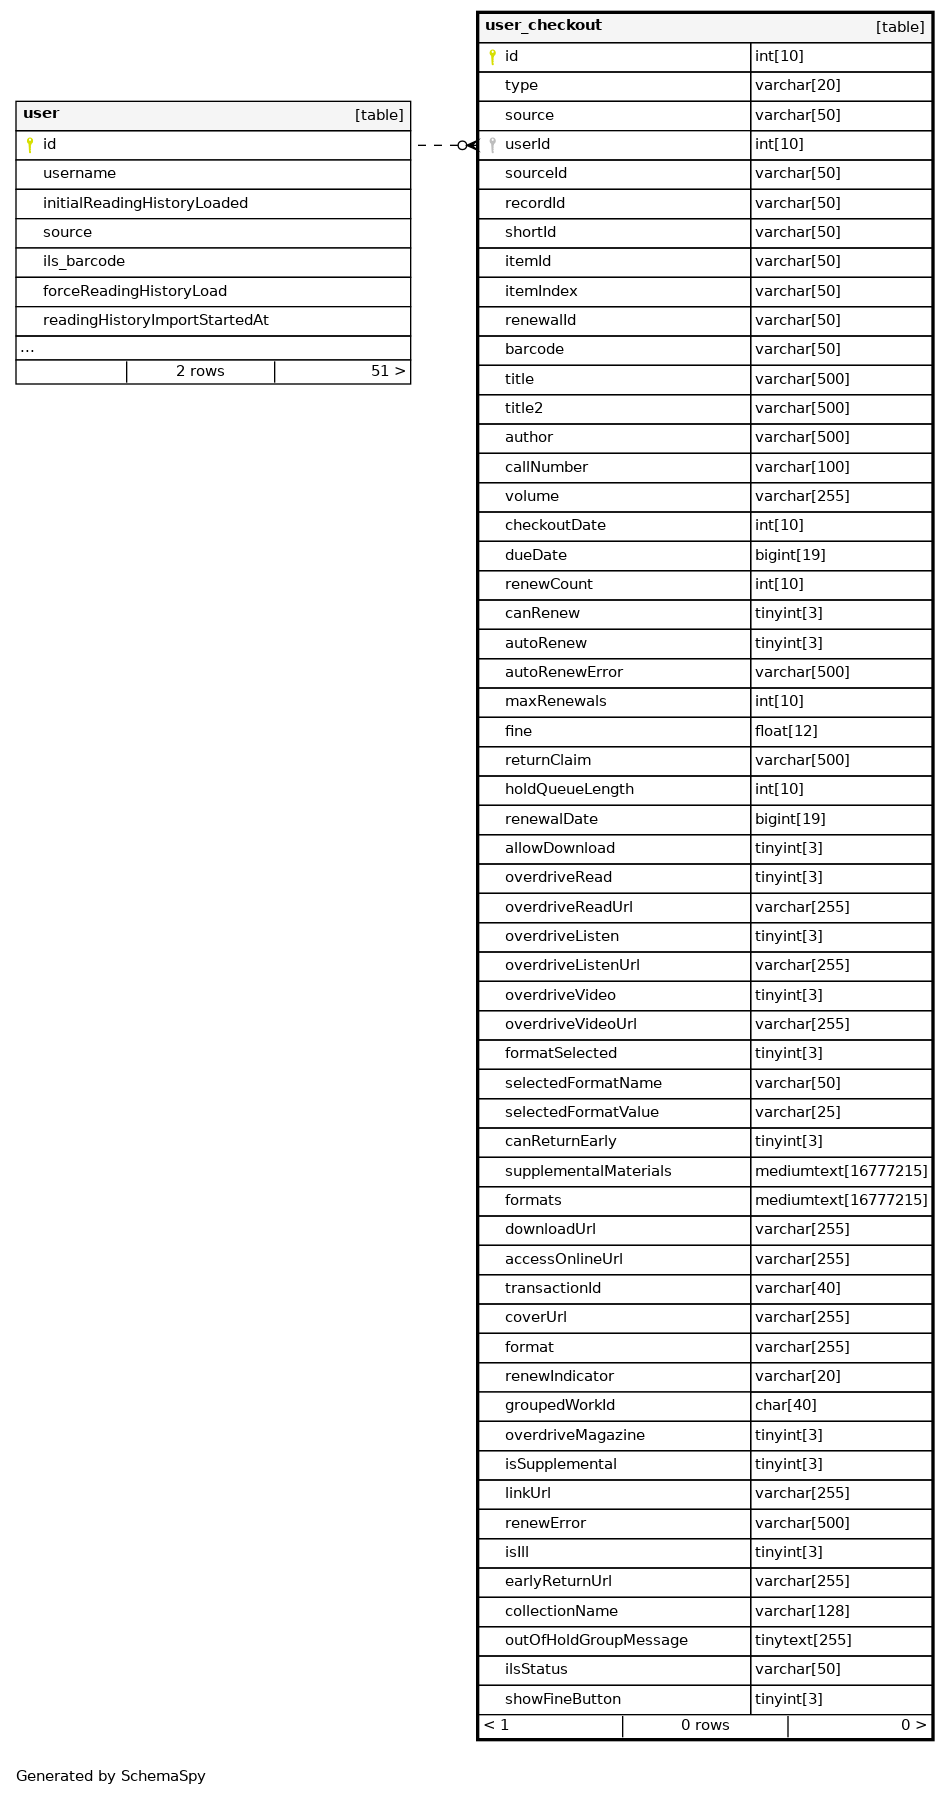 user [table]
id
username
initialReadingHistoryLoaded
source
ils_barcode
forceReadingHistoryLoad
readingHistoryImportStartedAt
...
2 rows 51 >
user_checkout [table]
id int[10]
type varchar[20]
source varchar[50]
userId int[10]
sourceId varchar[50]
recordId varchar[50]
shortId varchar[50]
itemId varchar[50]
itemIndex varchar[50]
renewalId varchar[50]
barcode varchar[50]
title varchar[500]
title2 varchar[500]
author varchar[500]
callNumber varchar[100]
volume varchar[255]
checkoutDate int[10]
dueDate bigint[19]
renewCount int[10]
canRenew tinyint[3]
autoRenew tinyint[3]
autoRenewError varchar[500]
maxRenewals int[10]
fine float[12]
returnClaim varchar[500]
holdQueueLength int[10]
renewalDate bigint[19]
allowDownload tinyint[3]
overdriveRead tinyint[3]
overdriveReadUrl varchar[255]
overdriveListen tinyint[3]
overdriveListenUrl varchar[255]
overdriveVideo tinyint[3]
overdriveVideoUrl varchar[255]
formatSelected tinyint[3]
selectedFormatName varchar[50]
selectedFormatValue varchar[25]
canReturnEarly tinyint[3]
supplementalMaterials mediumtext[16777215]
formats mediumtext[16777215]
downloadUrl varchar[255]
accessOnlineUrl varchar[255]
transactionId varchar[40]
coverUrl varchar[255]
format varchar[255]
renewIndicator varchar[20]
groupedWorkId char[40]
overdriveMagazine tinyint[3]
isSupplemental tinyint[3]
linkUrl varchar[255]
renewError varchar[500]
isIll tinyint[3]
earlyReturnUrl varchar[255]
collectionName varchar[128]
outOfHoldGroupMessage tinytext[255]
ilsStatus varchar[50]
showFineButton tinyint[3]
< 1 0 rows 0 >
Generated by SchemaSpy